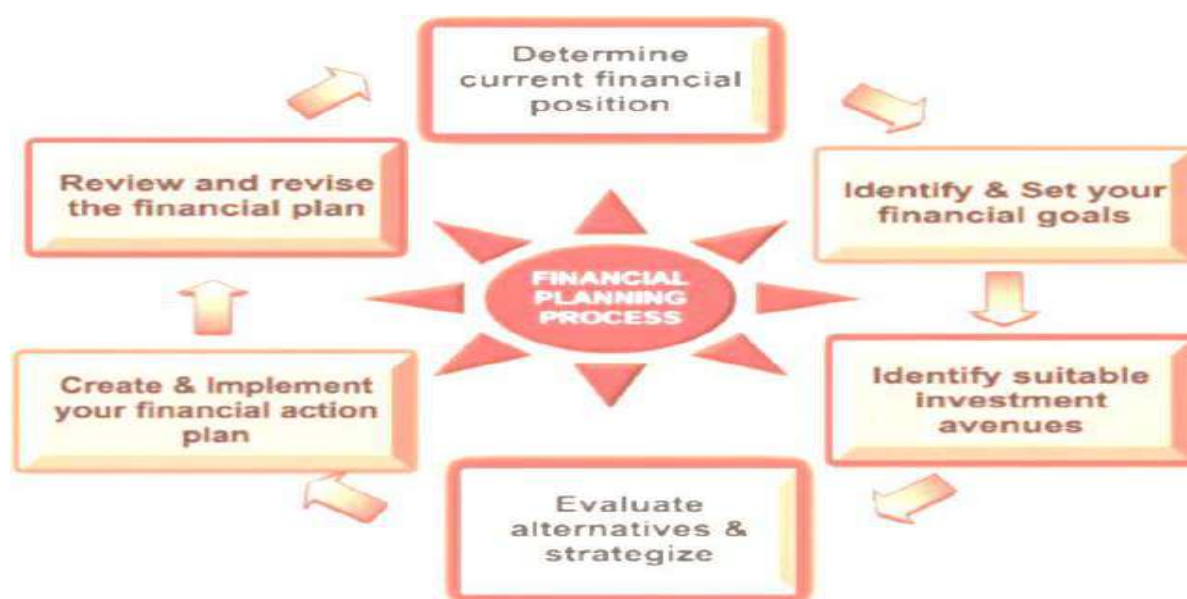 Determine
current financial
position
Identify & Set your
financial goals
Identify suitable
investment
avenues
Evaluate
alternatives &
strategize
Create & Implement
your financial action
plan
Review and revise
the financial plan
FINANCIAL
PLANNING
PROCESS